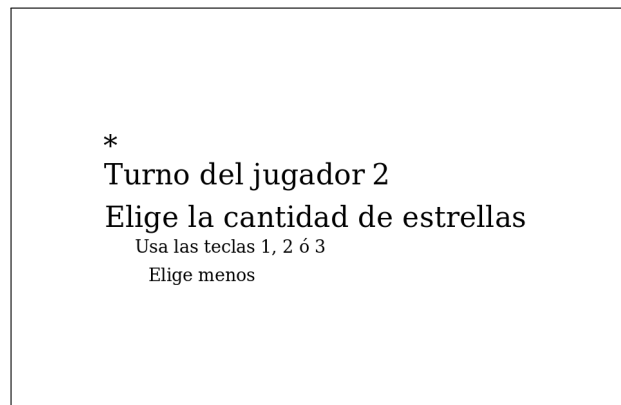 *
Turno del jugador 2
Elige la cantidad de estrellas
Usa las teclas 1, 2 ó 3
Elige menos